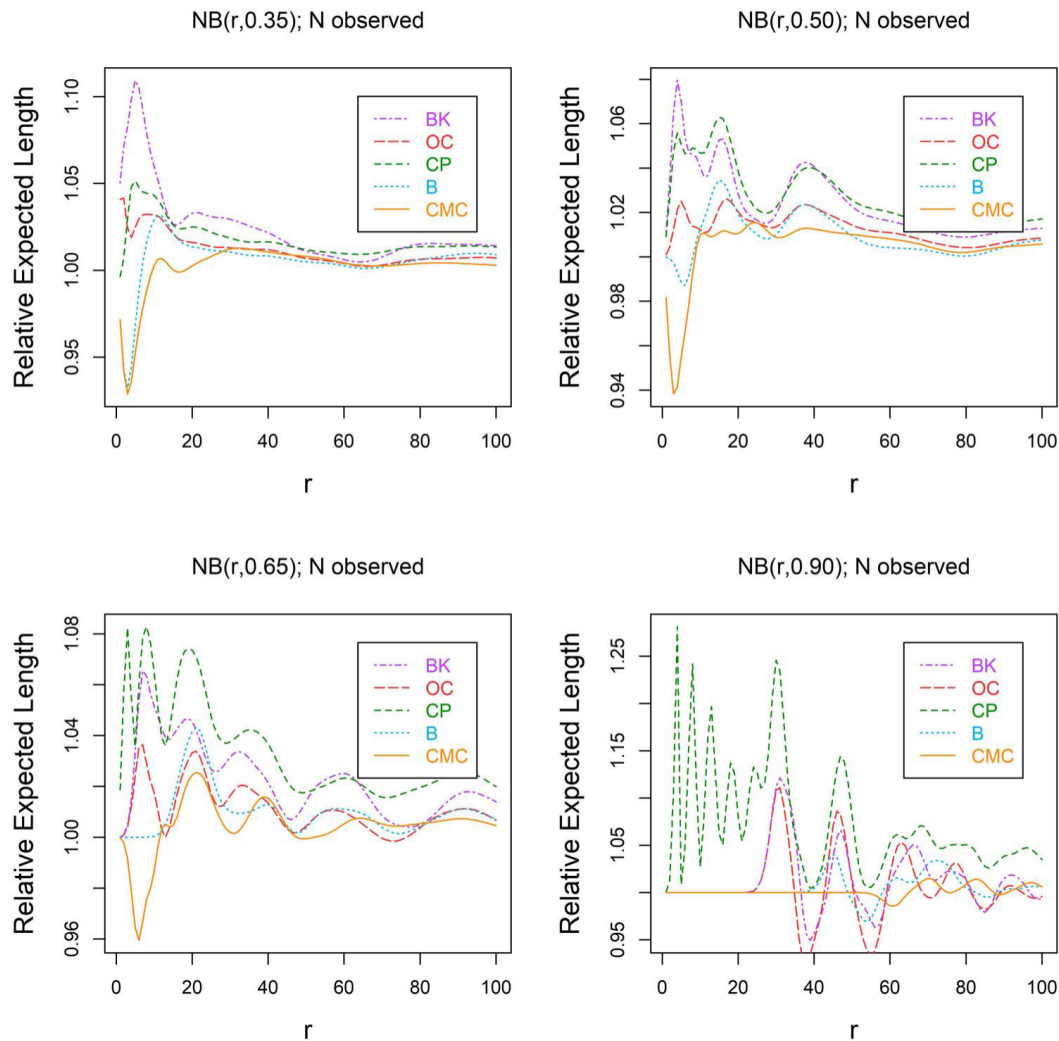 NB(r,0.35); N observed
Relative Expected Length
1.10
1.05
1.00
0.95
BK
OC
CP
B
CMC
0 20 40 60 80 100
r
NB(r,0.50); N observed
Relative Expected Length
1.06
1.02
0.98
0.94
BK
OC
CP
B
CMC
0 20 40 60 80 100
r
NB(r,0.65); N observed
Relative Expected Length
1.08
1.04
1.00
0.96
BK
OC
CP
B
CMC
0 20 40 60 80 100
r
NB(r,0.90); N observed
Relative Expected Length
1.25
1.15
1.05
0.95
BK
OC
CP
B
CMC
0 20 40 60 80 100
r